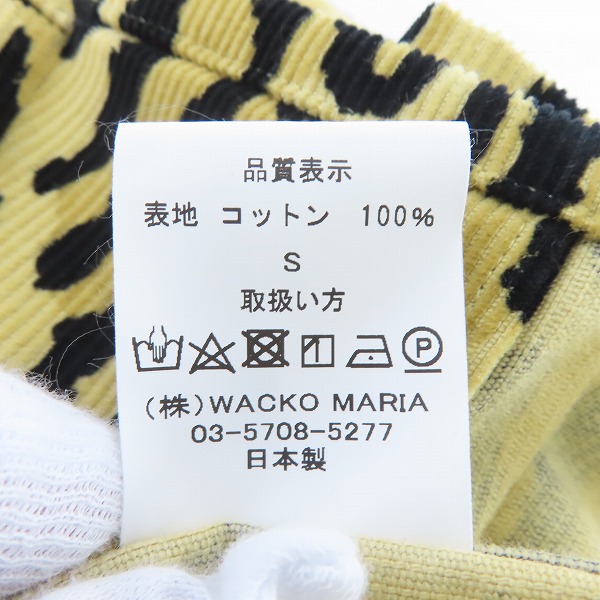 品質表示
表地 コットン 100%
S
取扱い方
P
(株)WACKO MARIA
03-5708-5277
日本製